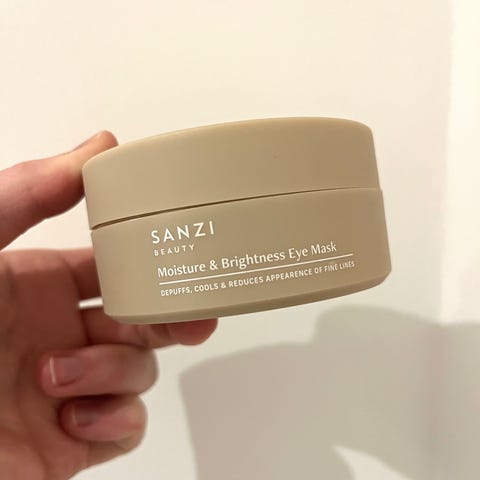 SANZI
BEAUTY
Moisture & Brightness Eye Mask
DEPUFFS, COOLS & REDUCES APPEARENCE OF FINE LINES